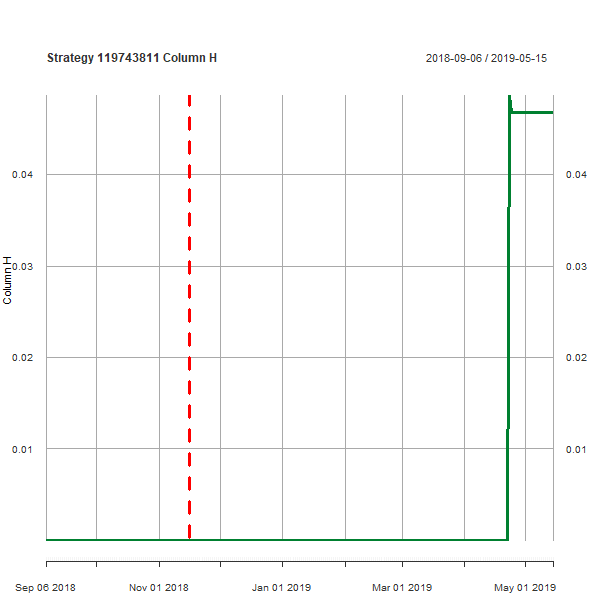 Strategy 119743811 Column H 2018-09-06 / 2019-05-15
0.04 0.04
0.03 0.03
Column H
0.02 0.02
0.01 0.01
Sep 06 2018 Nov 01 2018 Jan 01 2019 Mar 01 2019 May 01 2019